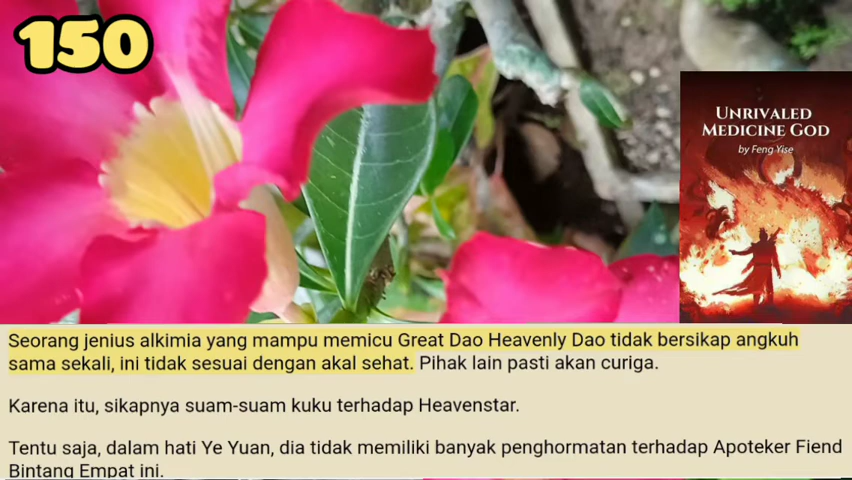 150
UNRIVALED
MEDICINE GOD
by Feng Yise
Seorang jenius alkimia yang mampu memicu Great Dao Heavenly Dao tidak bersikap angkuh
sama sekali, ini tidak sesuai dengan akal sehat. Pihak lain pasti akan curiga.
Karena itu, sikapnya suam-suam kuku terhadap Heavenstar.
Tentu saja, dalam hati Ye Yuan, dia tidak memiliki banyak penghormatan terhadap Apoteker Fiend
Bintang Empat ini.